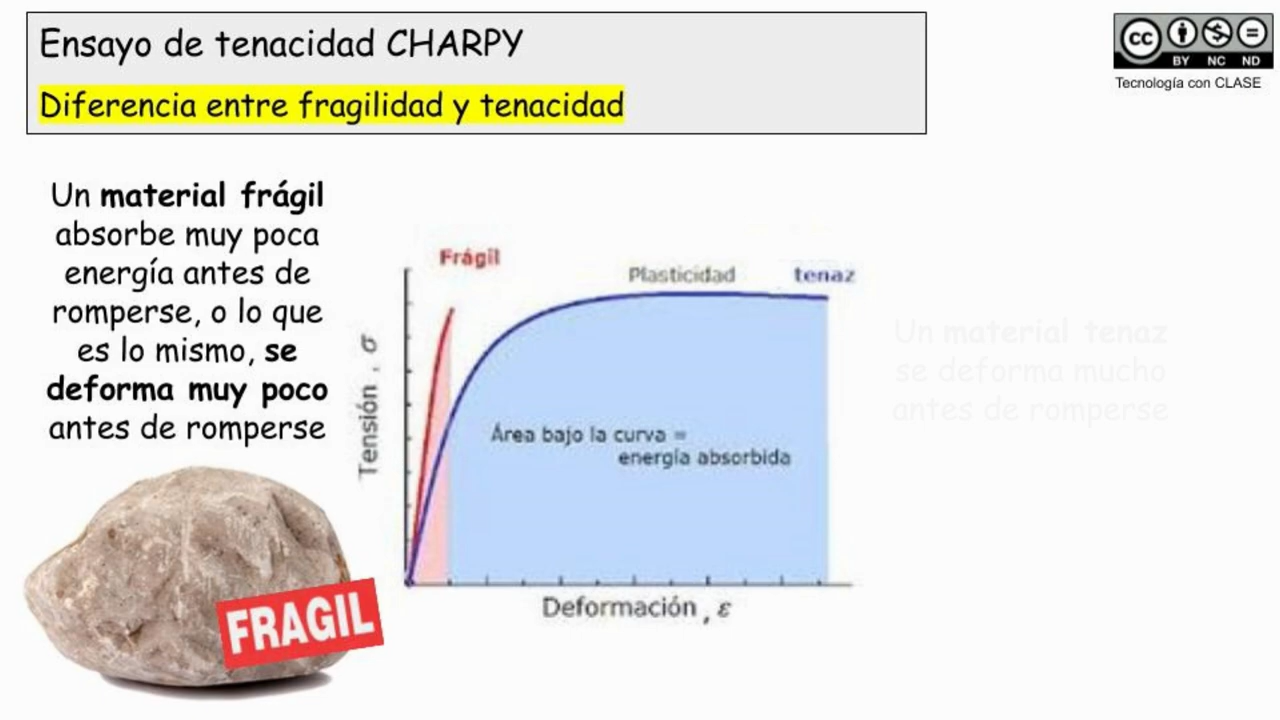 Ensayo de tenacidad CHARPY
Diferencia entre fragilidad y tenacidad
cc
BY NC ND
Tecnología con CLASE
Un material frágil
absorbe muy poca
energía antes de
romperse, o lo que
es lo mismo, se
deforma muy poco
antes de romperse
FRAGIL
Frágil
Plasticidad
tenaz
Tensión , σ
Área bajo la curva =
energía absorbida
Deformación , ε
Un material tenaz
se deforma mucho
antes de romperse